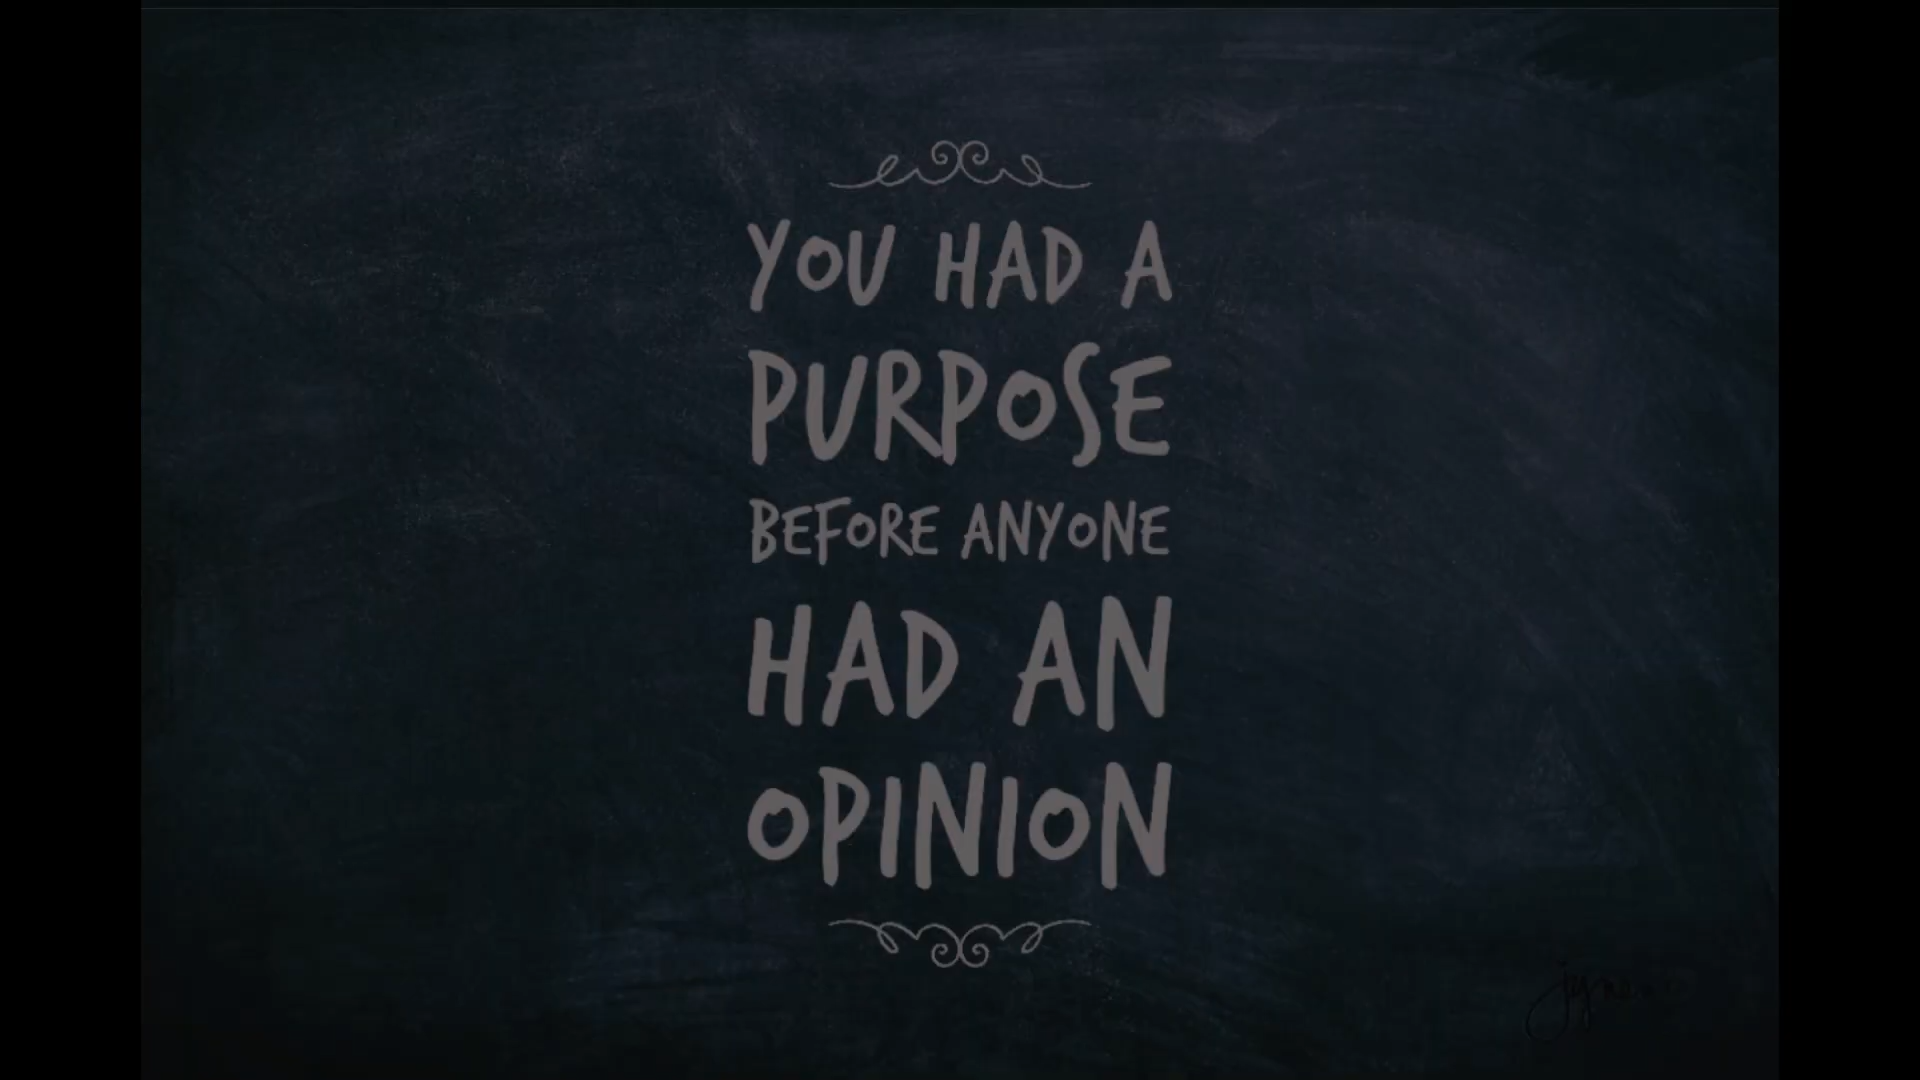 YOU HAD A
PURPOSE
BEFORE ANYONE
HAD AN
OPINION